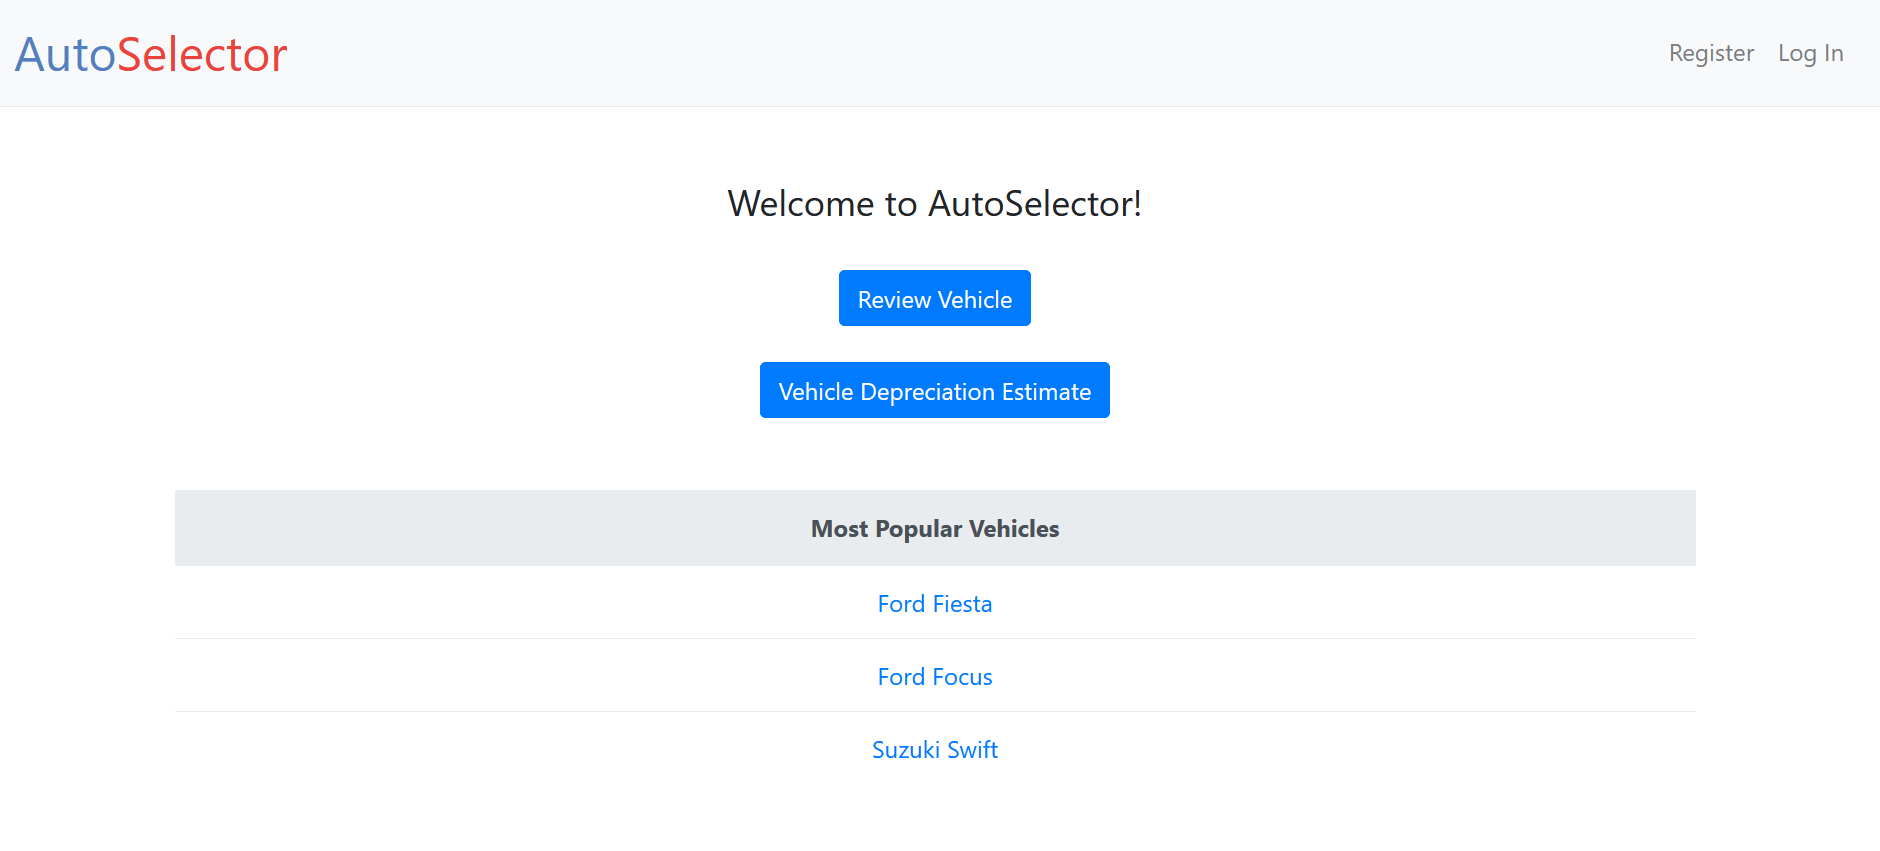 AutoSelector
Register Log In
Welcome to AutoSelector!
Review Vehicle
Vehicle Depreciation Estimate
Most Popular Vehicles
Ford Fiesta
Ford Focus
Suzuki Swift